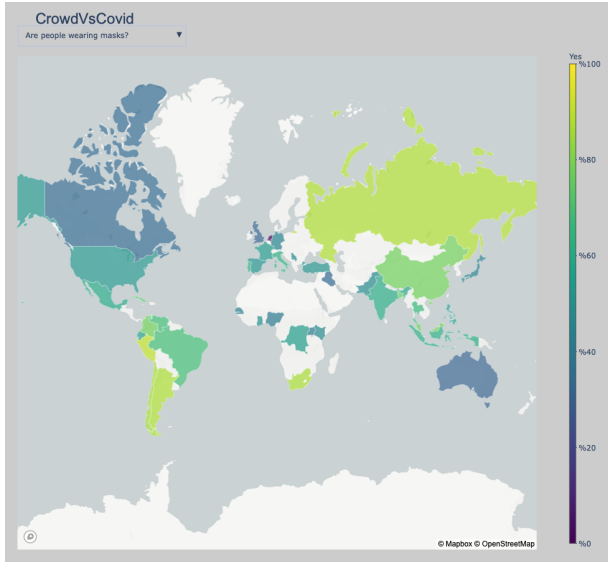 CrowdVsCovid
Are people wearing masks? ▼
Yes
%100
%80
%60
%40
%20
%0
© Mapbox © OpenStreetMap